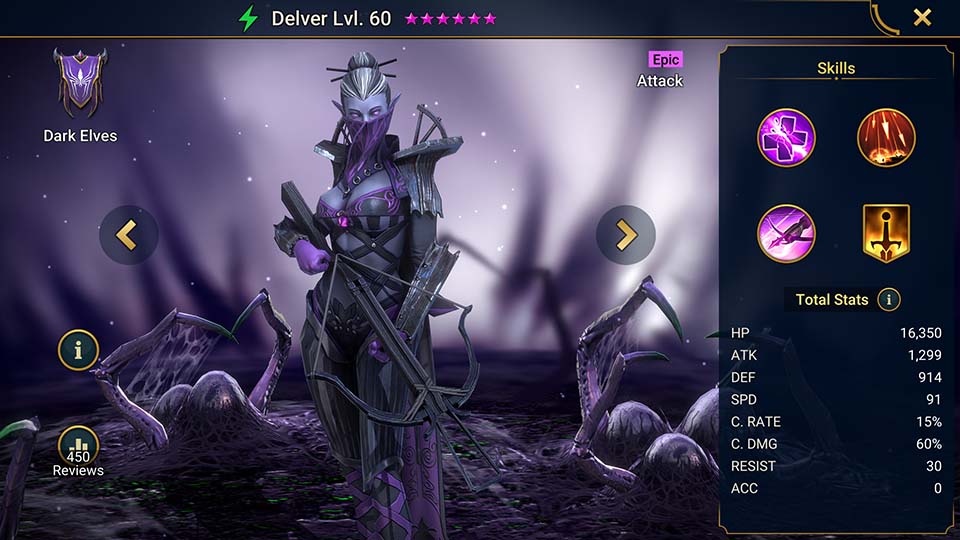 Delver Lvl. 60
Dark Elves
Epic
Attack
450
Reviews
Skills
Total Stats
HP 16,350
ATK 1,299
DEF 914
SPD 91
C. RATE 15%
C. DMG 60%
RESIST 30
ACC 0